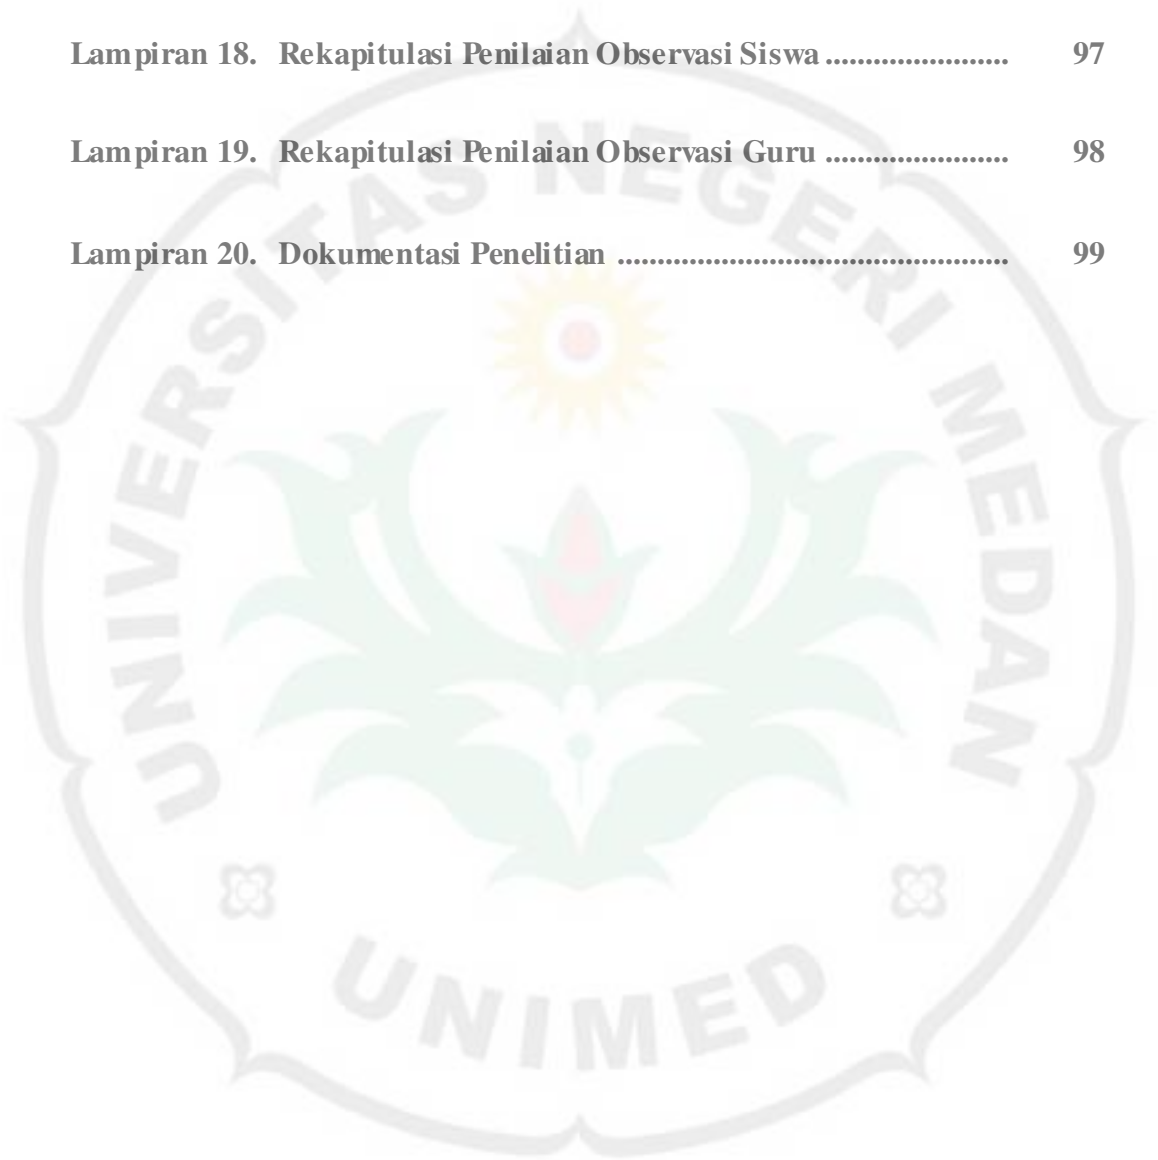 Lampiran 18. Rekapitulasi Penilaian Observasi Siswa ....................... 97
Lampiran 19. Rekapitulasi Penilaian Observasi Guru ....................... 98
Lampiran 20. Dokumentasi Penelitian ................................................. 99
UNIVERSITAS NEGERI MEDAN
UNIMED